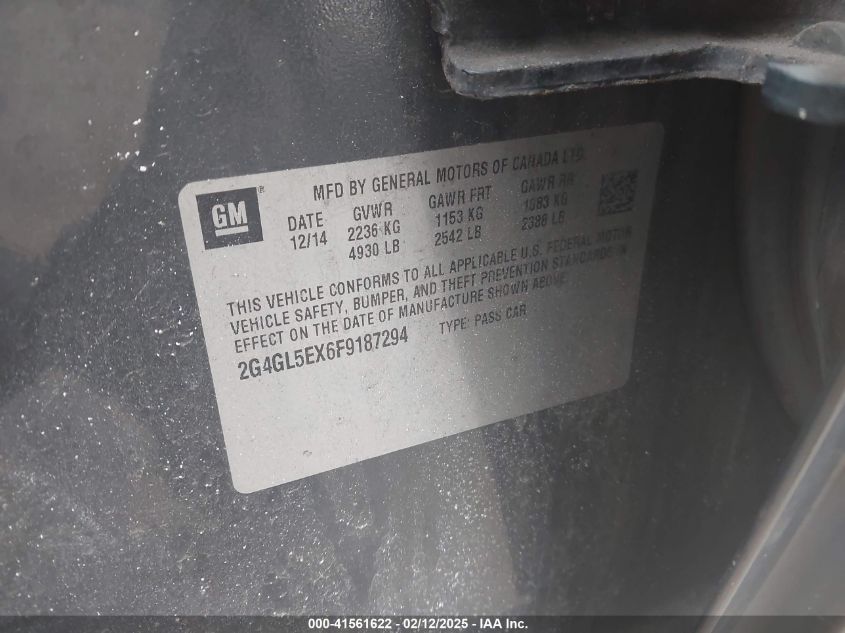 GM ®
MFD BY GENERAL MOTORS OF CANADA LTD.
DATE GVWR GAWR FRT GAWR RR
12/14 2236 KG 1153 KG 1083 KG
4930 LB 2542 LB 2388 LB
THIS VEHICLE CONFORMS TO ALL APPLICABLE U.S. FEDERAL MOTOR
VEHICLE SAFETY, BUMPER, AND THEFT PREVENTION STANDARDS IN
EFFECT ON THE DATE OF MANUFACTURE SHOWN ABOVE.
2G4GL5EX6F9187294 TYPE: PASS CAR
000-41561622 - 02/12/2025 - IAA Inc.